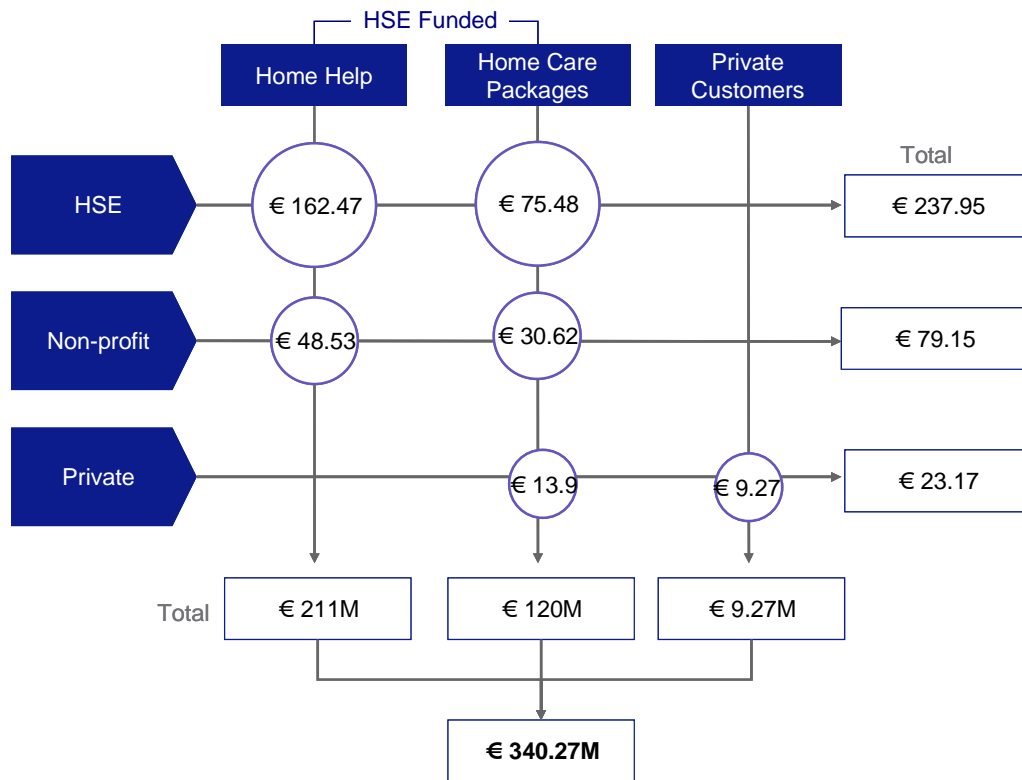 HSE Funded
Home Help
Home Care
Packages
Private
Customers
Total
HSE
€ 162.47
€ 75.48
€ 237.95
Non-profit
€ 48.53
€ 30.62
€ 79.15
Private
€ 13.9
€ 9.27
€ 23.17
Total
€ 211M
€ 120M
€ 9.27M
€ 340.27M